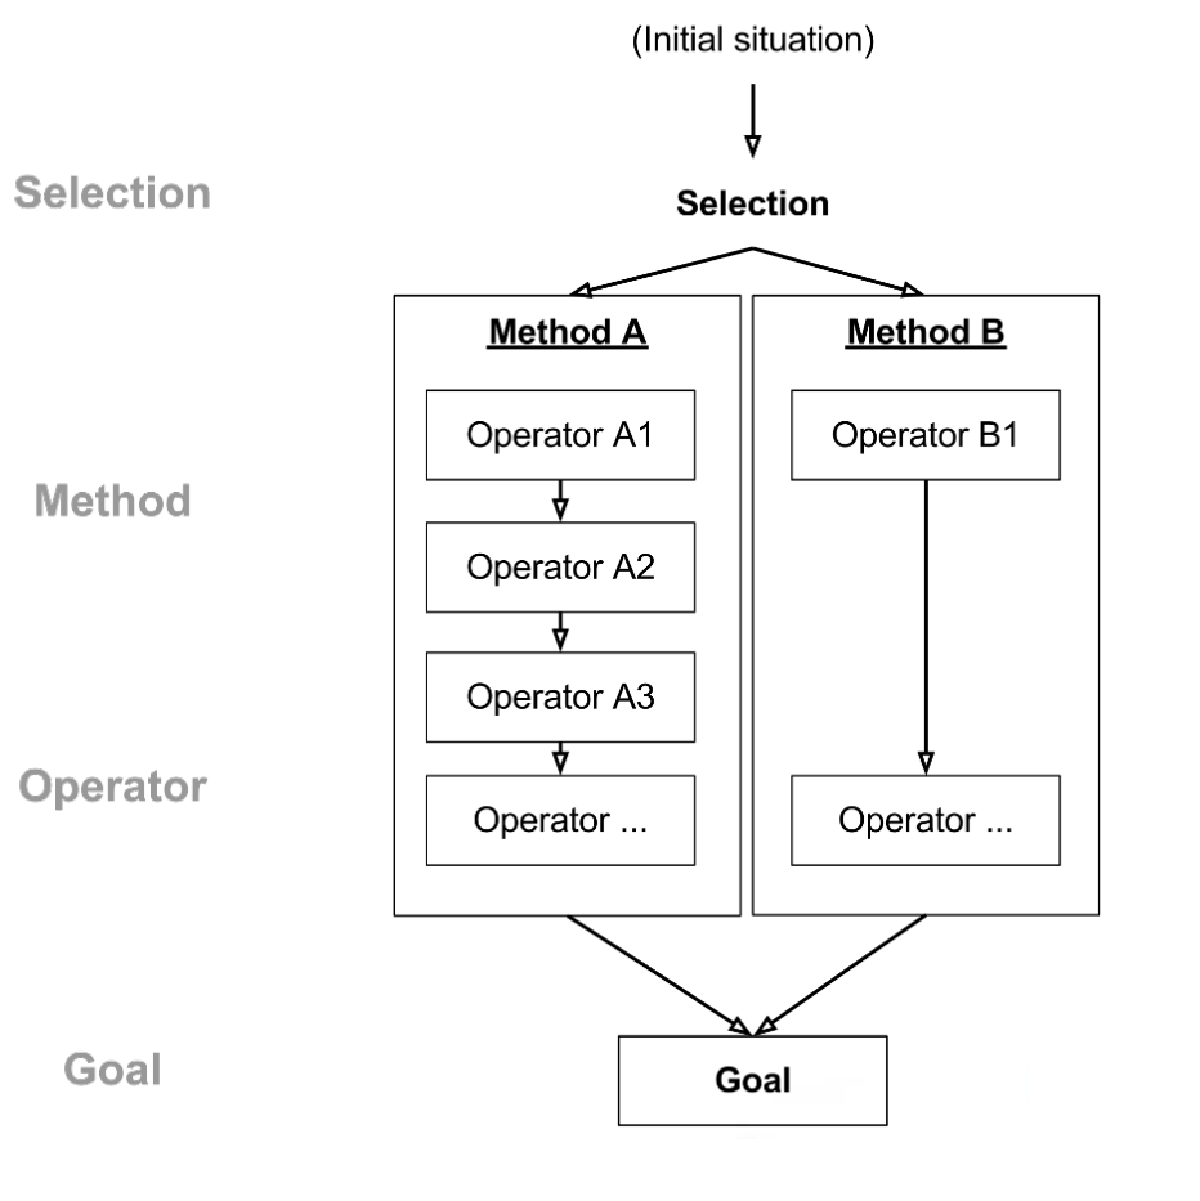 (Initial situation)
Selection
Selection
Method A
Method B
Operator A1
Operator B1
Method
Operator A2
Operator A3
Operator
Operator ...
Operator ...
Goal
Goal